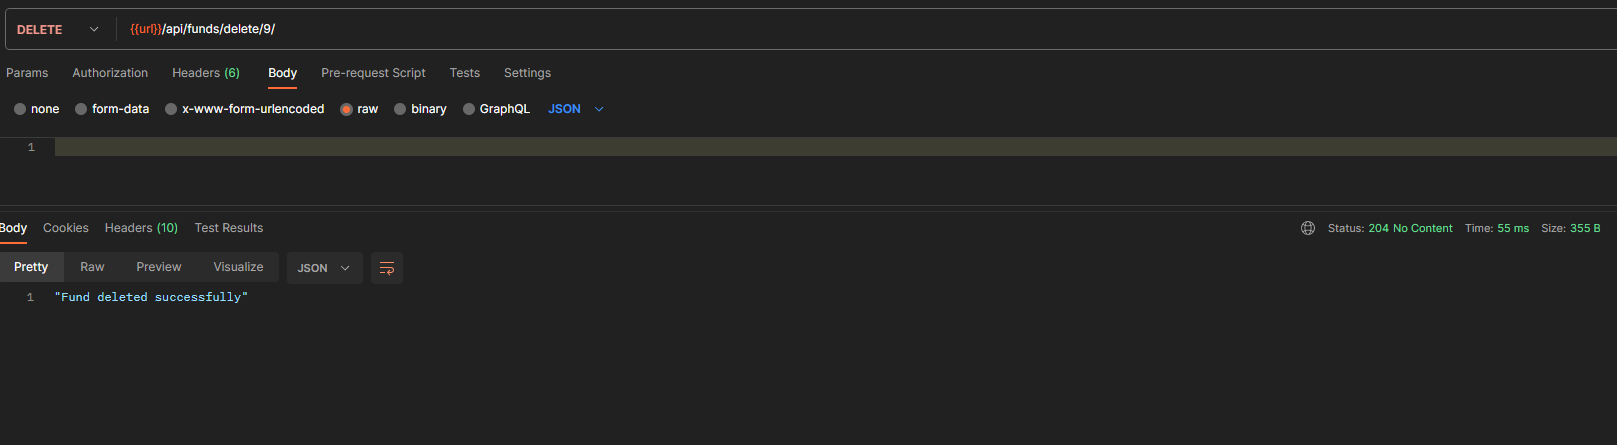 DELETE {{url}}/api/funds/delete/9/
Params Authorization Headers (6) Body Pre-request Script Tests Settings
none form-data x-www-form-urlencoded raw binary GraphQL JSON
1
Body Cookies Headers (10) Test Results Status: 204 No Content Time: 55 ms Size: 355 B
Pretty Raw Preview Visualize JSON
1 "Fund deleted successfully"